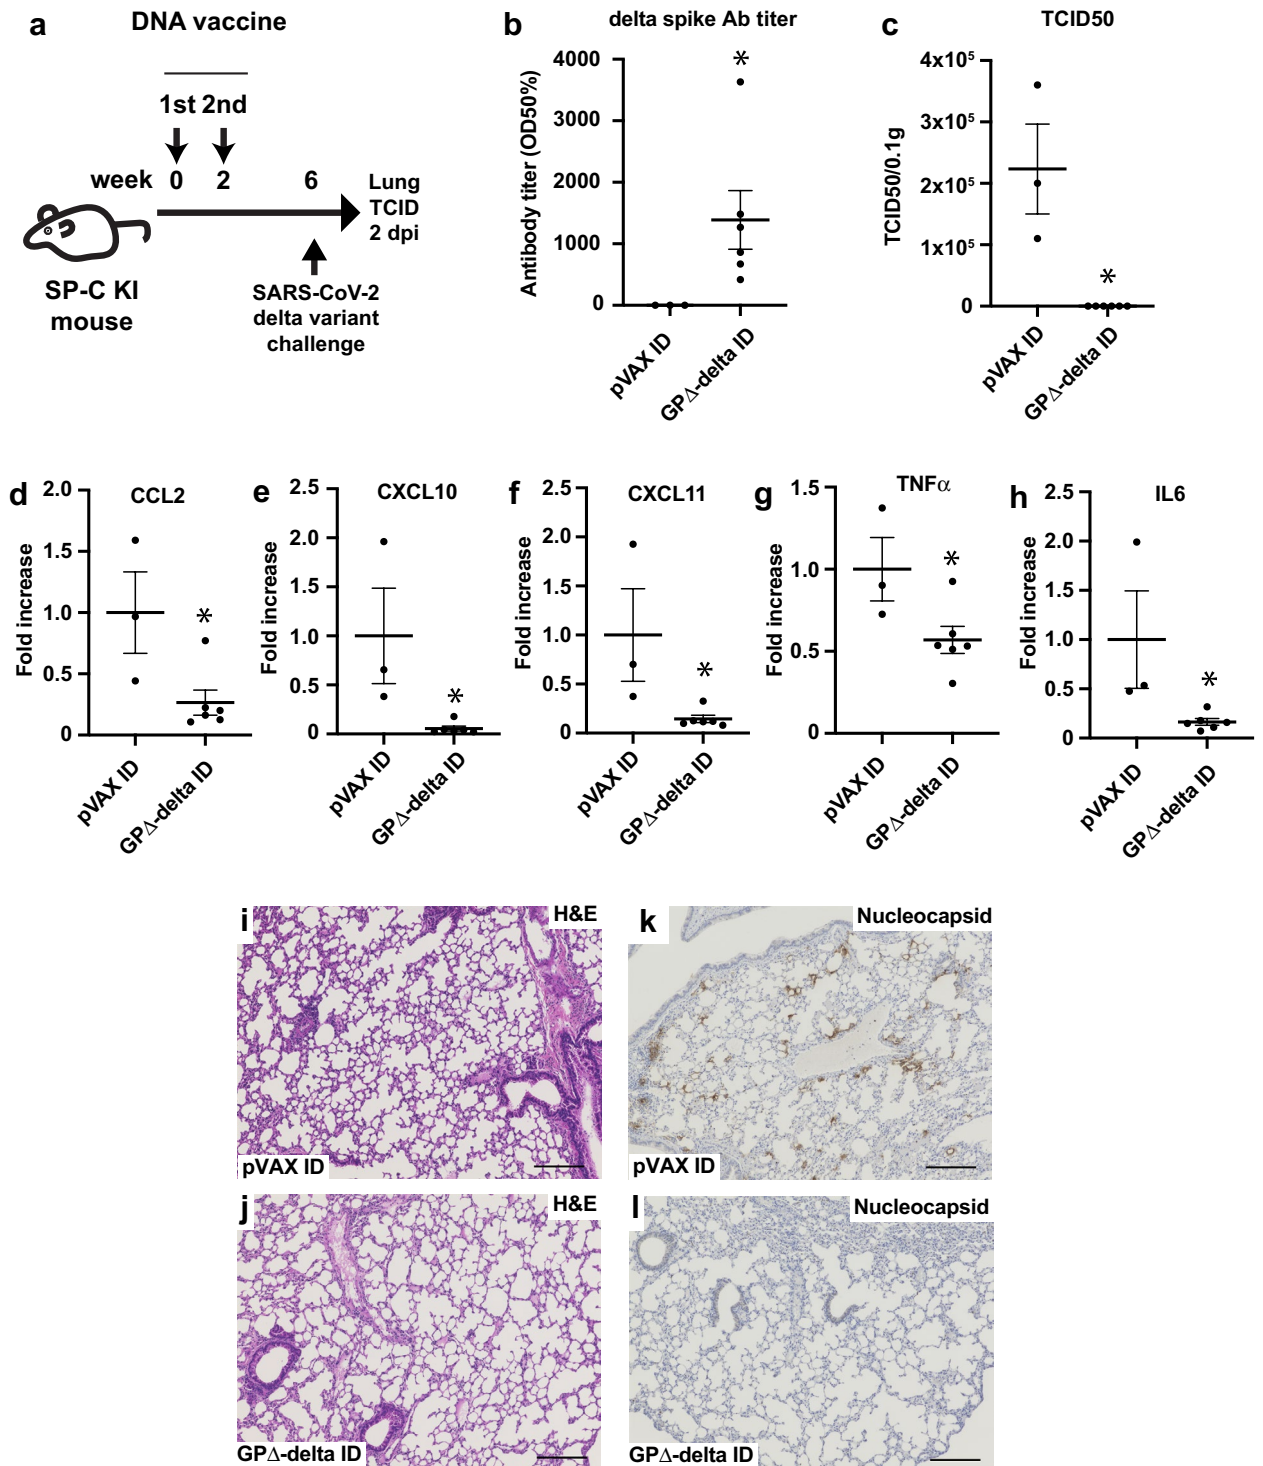 a
DNA vaccine
1st 2nd
week 0 2 6
Lung
TCID
2 dpi
SP-C KI
mouse
SARS-CoV-2
delta variant
challenge
b
delta spike Ab titer
Antibody titer (OD50%)
4000
3000
2000
1000
0
*
pVAX ID
GPΔ-delta ID
c
TCID50
TCID50/0.1g
4x10⁵
3x10⁵
2x10⁵
1x10⁵
0
*
pVAX ID
GPΔ-delta ID
d
CCL2
Fold increase
2.0
1.5
1.0
0.5
0
*
pVAX ID
GPΔ-delta ID
e
CXCL10
Fold increase
2.5
2.0
1.5
1.0
0.5
0
*
pVAX ID
GPΔ-delta ID
f
CXCL11
Fold increase
2.5
2.0
1.5
1.0
0.5
0
*
pVAX ID
GPΔ-delta ID
g
TNFα
Fold increase
1.5
1.0
0.5
0
*
pVAX ID
GPΔ-delta ID
h
IL6
Fold increase
2.5
2.0
1.5
1.0
0.5
0
*
pVAX ID
GPΔ-delta ID
i
H&E
pVAX ID
k
Nucleocapsid
pVAX ID
j
H&E
GPΔ-delta ID
l
Nucleocapsid
GPΔ-delta ID